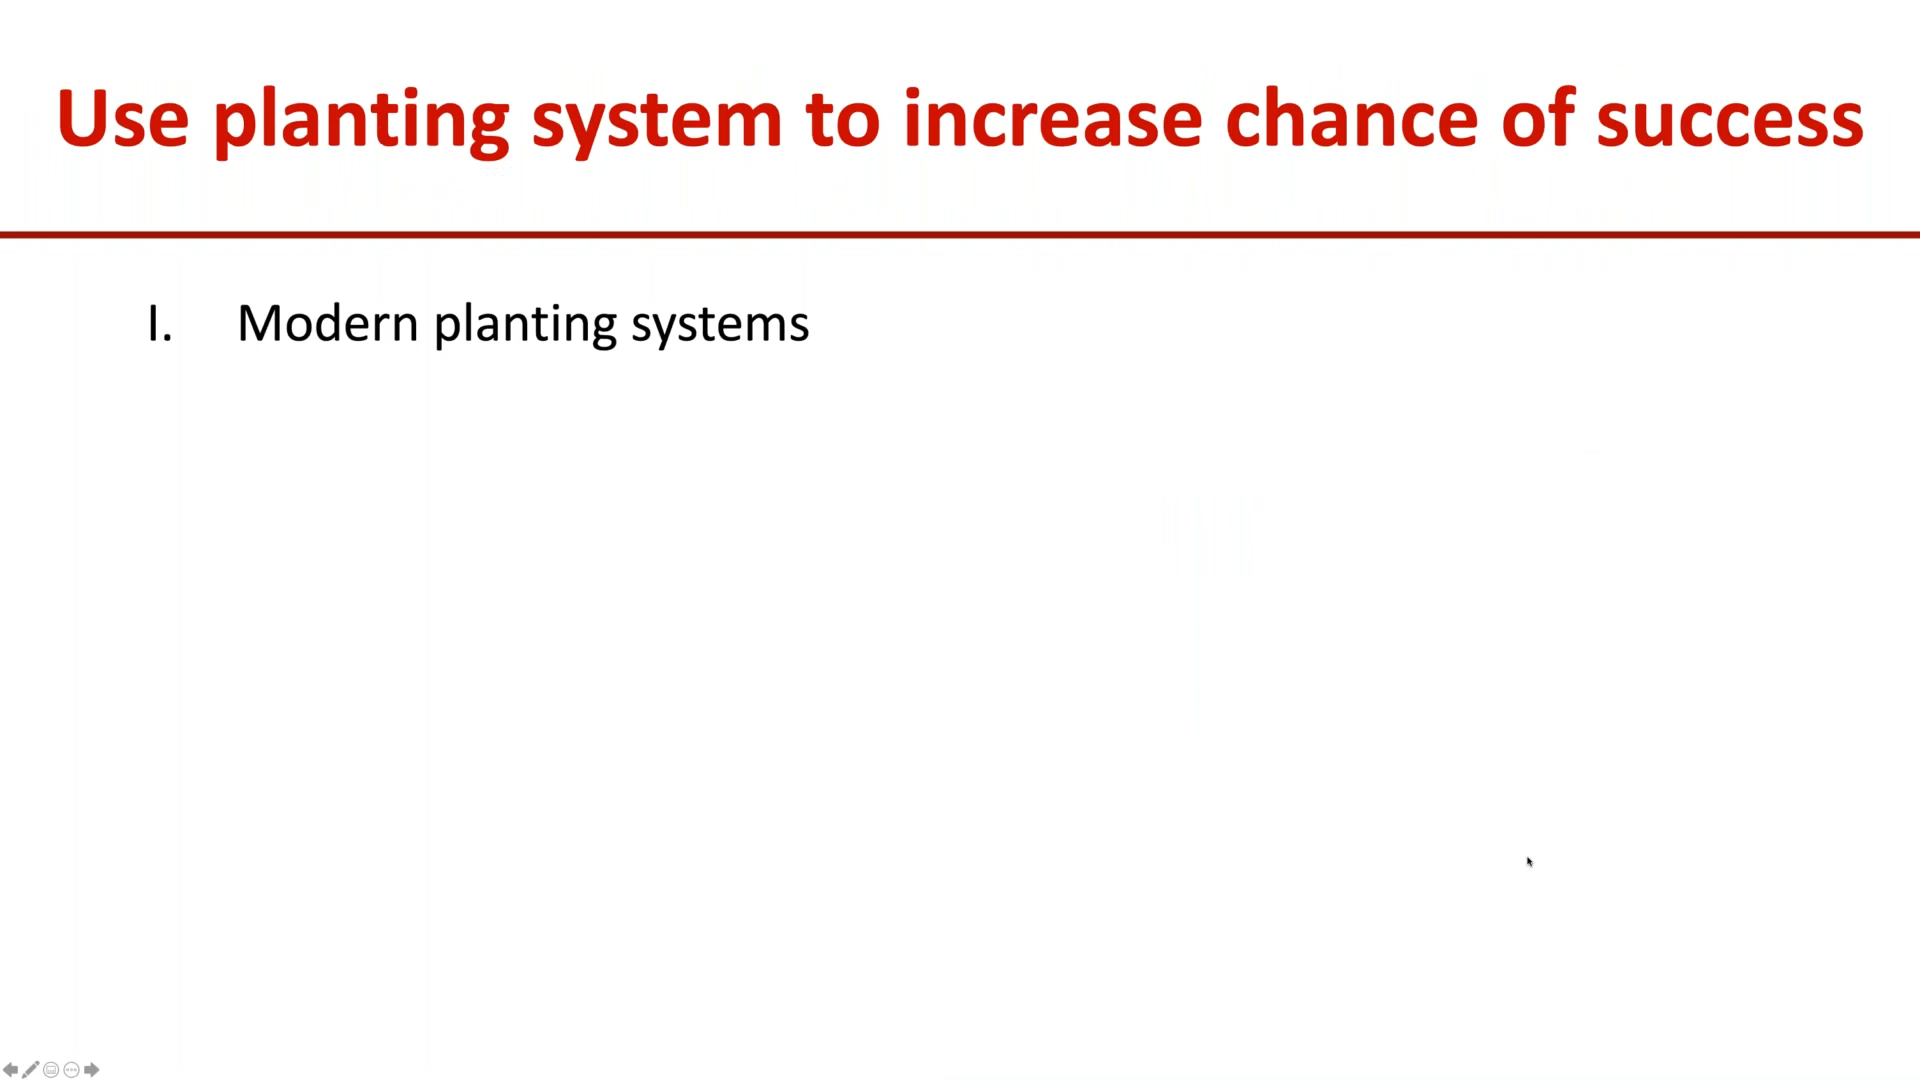 Use planting system to increase chance of success
I. Modern planting systems